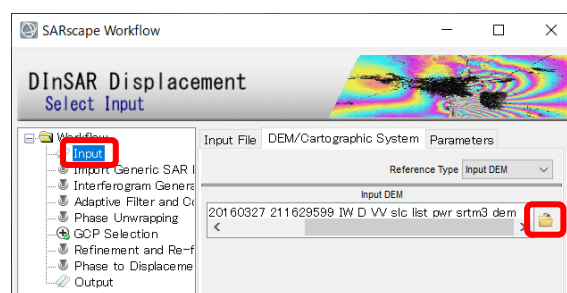 SARscape Workflow
DInSAR Displacement
Select Input
Workflow
Input
Import Generic SAR
Interferogram Genera
Adaptive Filter and Co
Phase Unwrapping
GCP Selection
Refinement and Re-f
Phase to Displaceme
Output
Input File DEM/Cartographic System Parameters
Reference Type Input DEM
Input DEM
20160327 211629599 IW D VV slc list pwr srtm3 dem